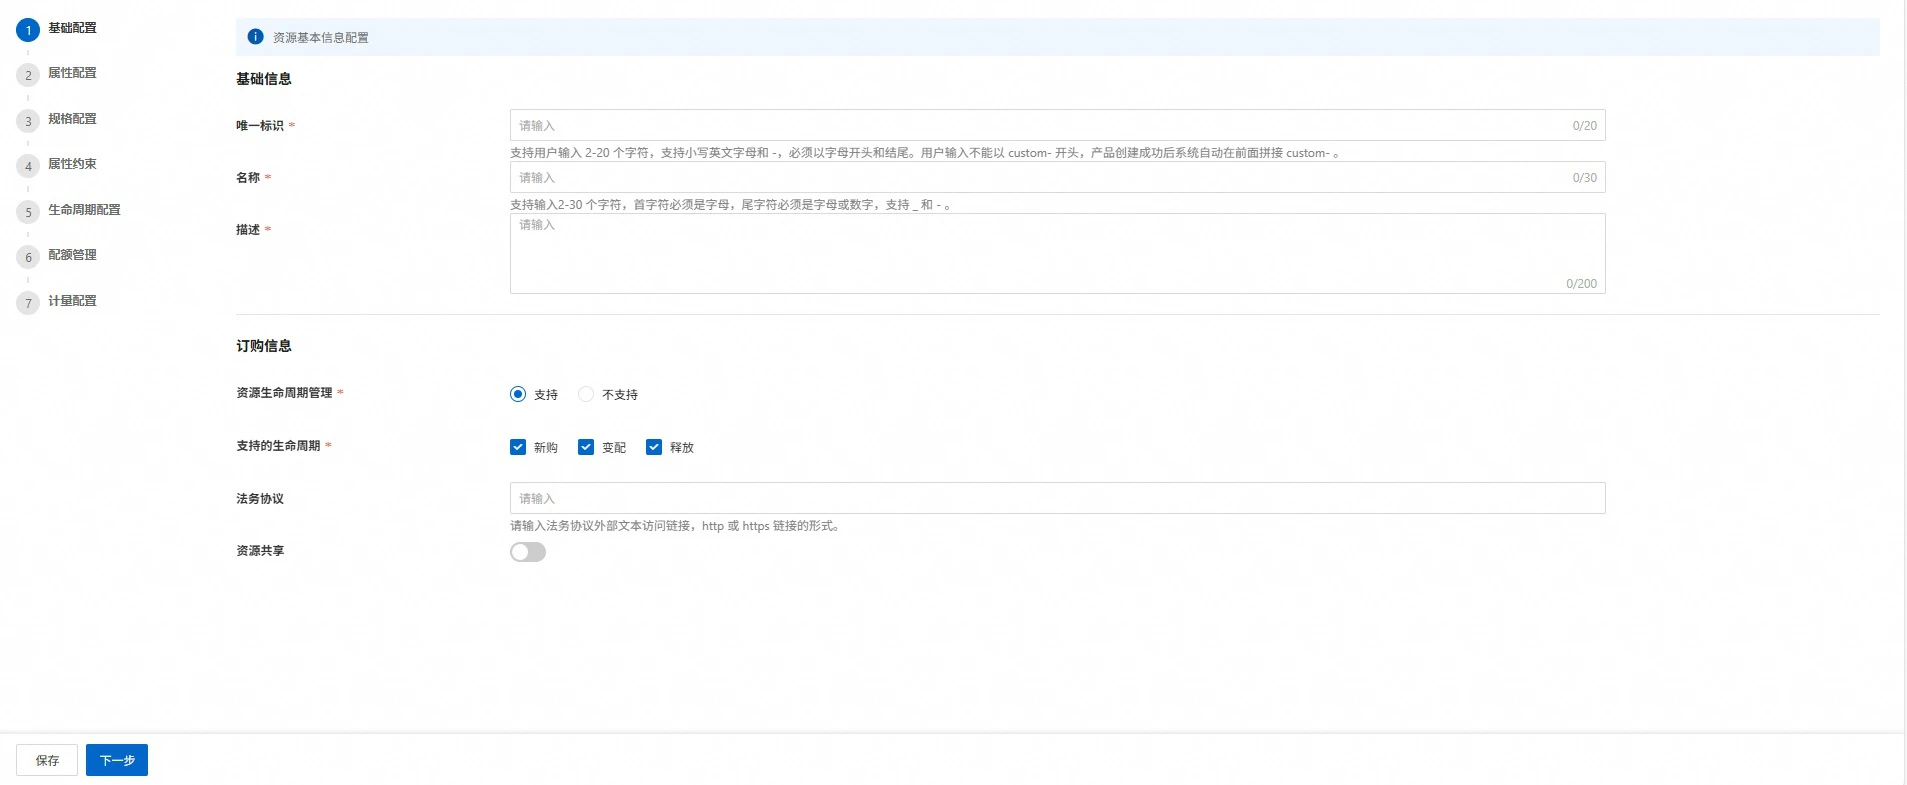 1 基础配置
2 属性配置
3 规格配置
4 属性约束
5 生命周期配置
6 配额管理
7 计量配置
资源基本信息配置
基础信息
唯一标识 *
请输入 0/20
支持用户输入 2-20 个字符，支持小写英文字母和 -，必须以字母开头和结尾。用户输入不能以 custom- 开头，产品创建成功后系统自动在前面拼接 custom- 。
名称 *
请输入 0/30
支持输入2-30 个字符，首字符必须是字母，尾字符必须是字母或数字，支持 _ 和 - 。
描述 *
请输入
0/200
订购信息
资源生命周期管理 *
支持 不支持
支持的生命周期 *
新购 变配 释放
法务协议
请输入
请输入法务协议外部文本访问链接，http 或 https 链接的形式。
资源共享
保存 下一步